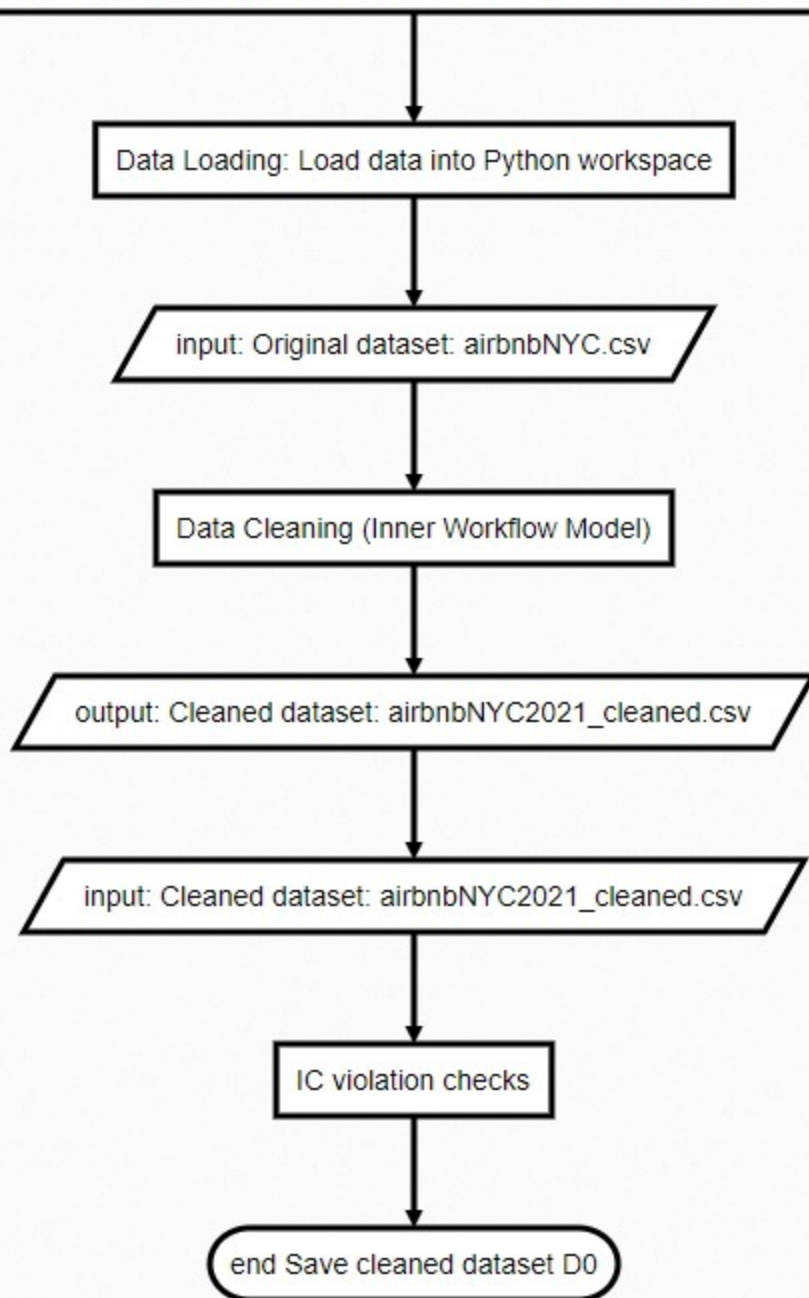 Data Loading: Load data into Python workspace
input: Original dataset: airbnbNYC.csv
Data Cleaning (Inner Workflow Model)
output: Cleaned dataset: airbnbNYC2021_cleaned.csv
input: Cleaned dataset: airbnbNYC2021_cleaned.csv
IC violation checks
end Save cleaned dataset D0